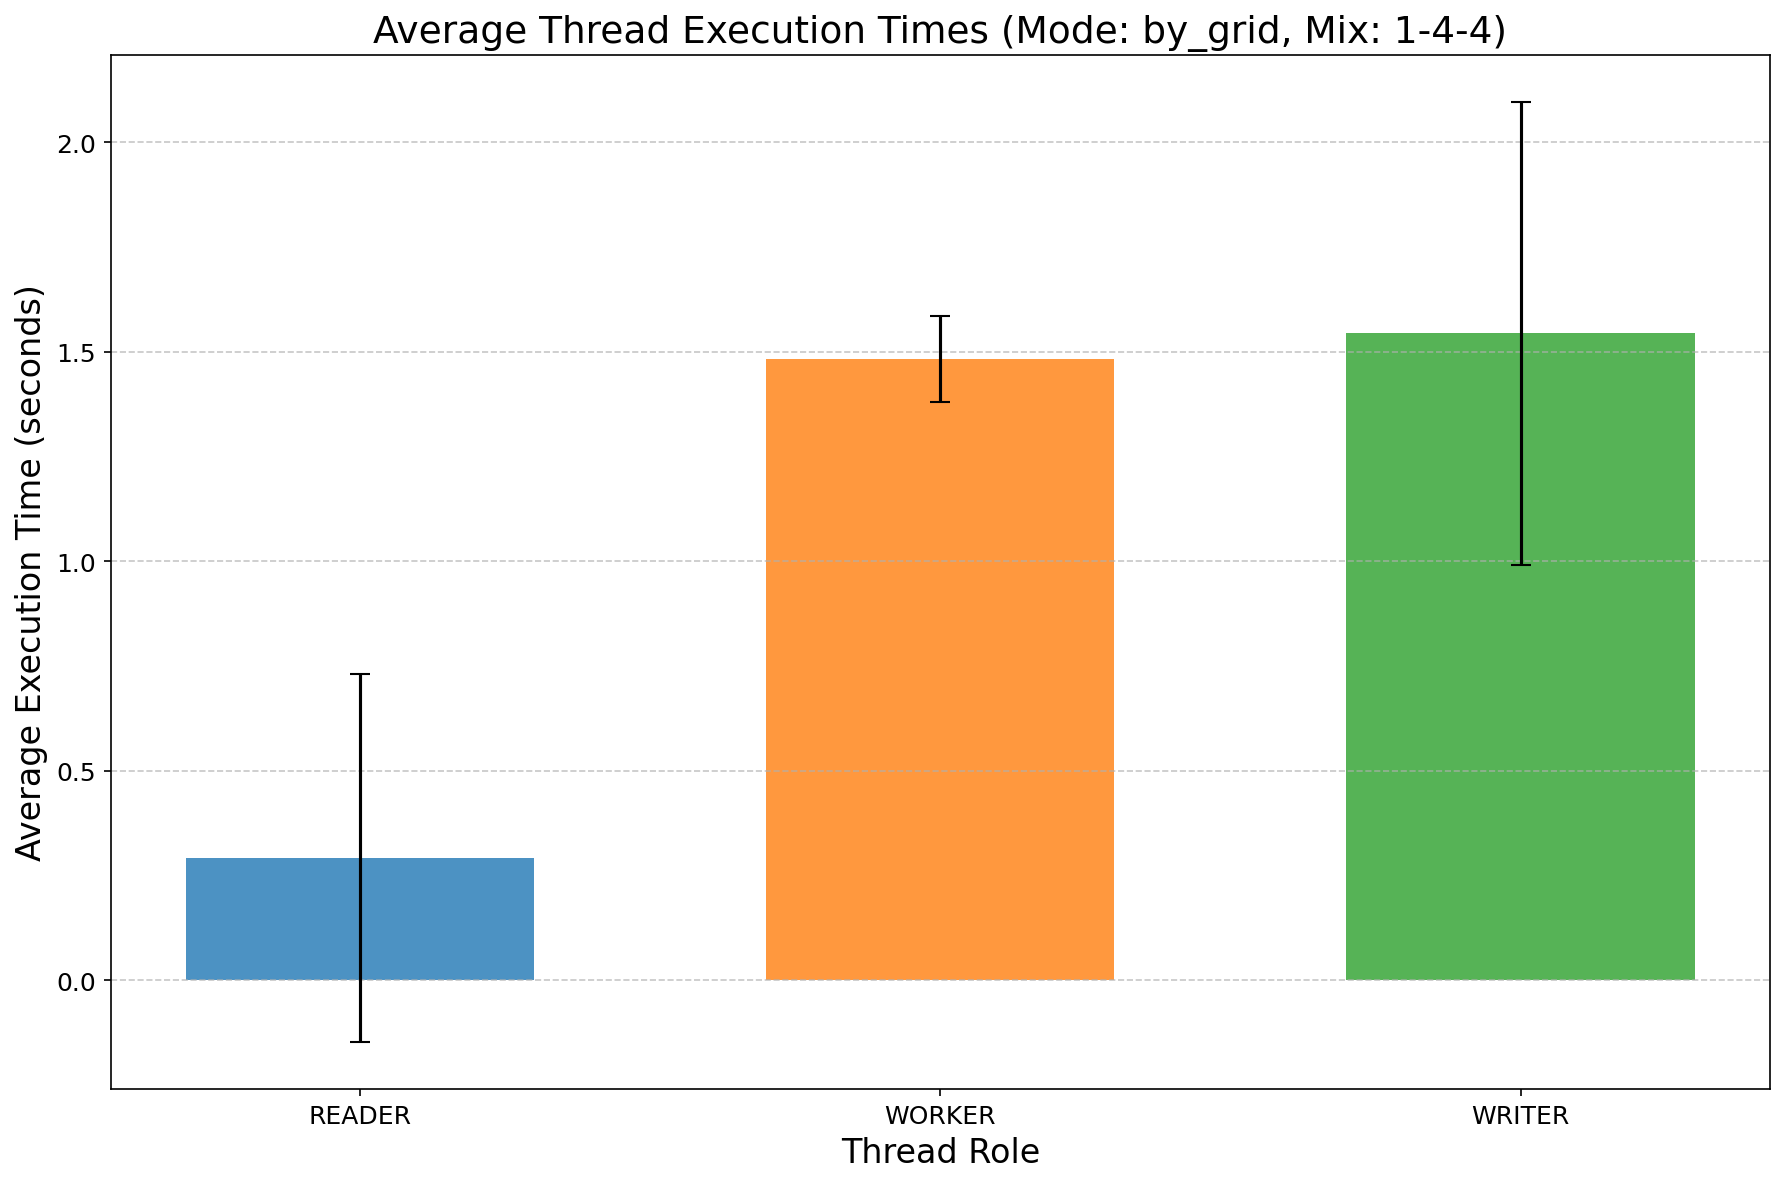 Average Thread Execution Times (Mode: by_grid, Mix: 1-4-4)
Average Execution Time (seconds)
2.0
1.5
1.0
0.5
0.0
READER
WORKER
WRITER
Thread Role